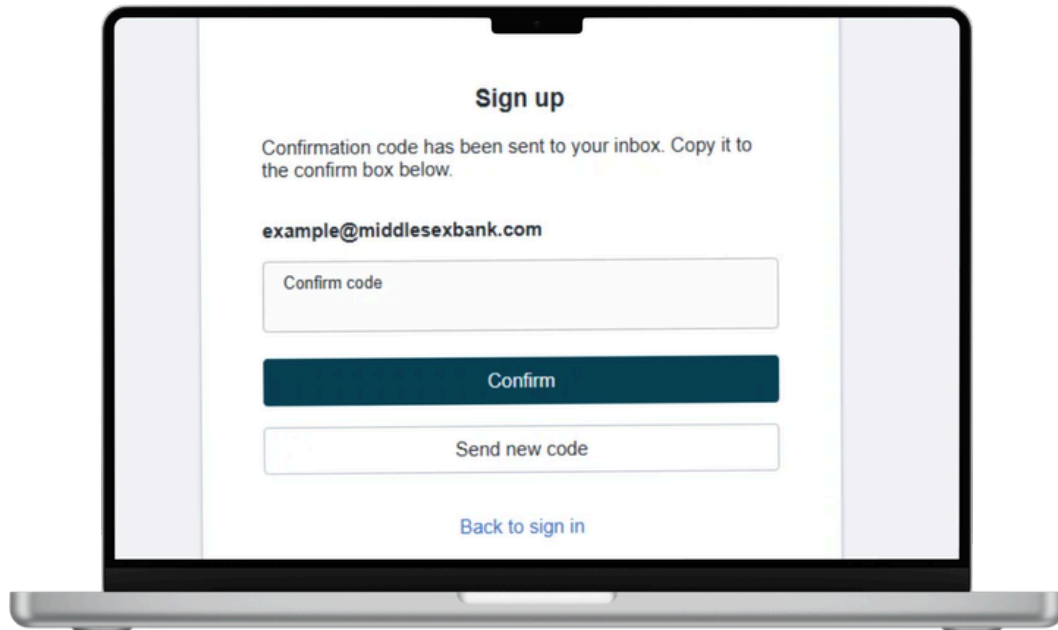 Sign up
Confirmation code has been sent to your inbox. Copy it to
the confirm box below.
example@middlesexbank.com
Confirm code
Confirm
Send new code
Back to sign in